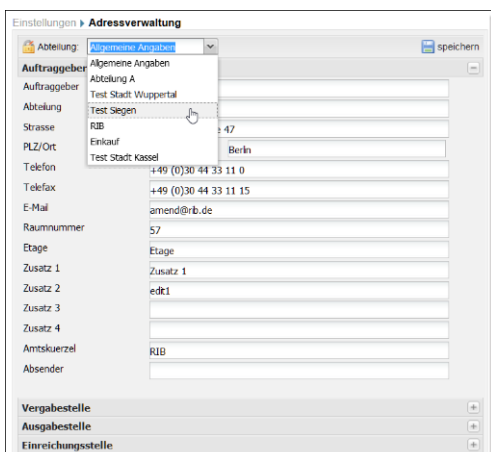 Einstellungen ▸ Adressverwaltung
Abteilung: Allgemeine Angaben speichern
Auftraggeber
Allgemeine Angaben
Auftraggeber
Abteilung A
Test Stadt Wuppertal
Abteilung
Test Siegen
Strasse
RIB
e 47
PLZ/Ort
Einkauf
Berlin
Test Stadt Kassel
Telefon +49 (0)30 44 33 11 0
Telefax +49 (0)30 44 33 11 15
E-Mail amend@rib.de
Raumnummer 57
Etage Etage
Zusatz 1 Zusatz 1
Zusatz 2 edit1
Zusatz 3
Zusatz 4
Amtskuerzel RIB
Absender
Vergabestelle
Ausgabestelle
Einreichungsstelle